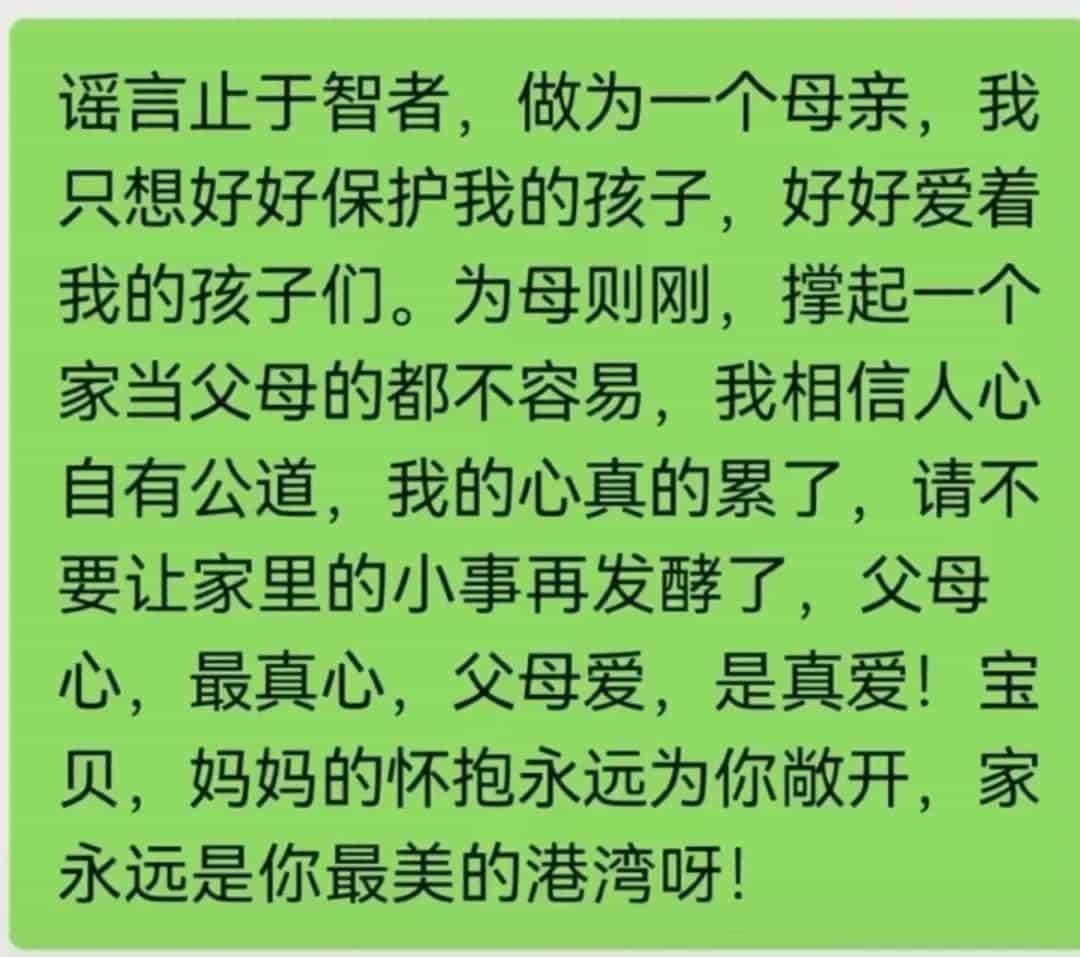 谣言止于智者，做为一个母亲，我
只想好好保护我的孩子，好好爱着
我的孩子们。为母则刚，撑起一个
家当父母的都不容易，我相信人心
自有公道，我的心真的累了，请不
要让家里的小事再发酵了，父母
心，最真心，父母爱，是真爱！宝
贝，妈妈的怀抱永远为你敞开，家
永远是你最美的港湾呀！